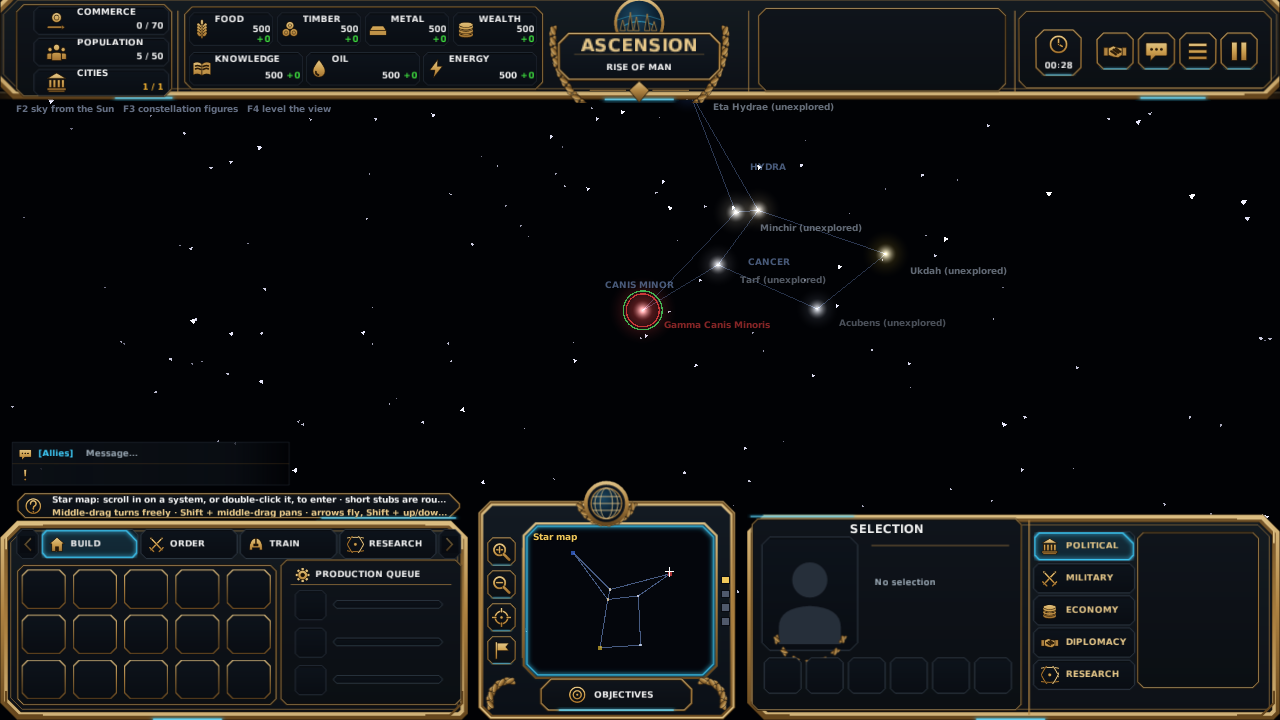 COMMERCE
0 / 70
POPULATION
5 / 50
CITIES
1 / 1
FOOD
500
+0
TIMBER
500
+0
METAL
500
+0
WEALTH
500
+0
KNOWLEDGE
500 +0
OIL
500 +0
ENERGY
500 +0
ASCENSION
RISE OF MAN
00:28
F2 sky from the Sun F3 constellation figures F4 level the view
Eta Hydrae (unexplored)
HYDRA
Minchir (unexplored)
CANCER
Tarf (unexplored)
Ukdah (unexplored)
CANIS MINOR
Gamma Canis Minoris
Acubens (unexplored)
[Allies] Message...
!
Star map: scroll in on a system, or double-click it, to enter · short stubs are rou...
Middle-drag turns freely · Shift + middle-drag pans · arrows fly, Shift + up/dow...
BUILD
ORDER
TRAIN
RESEARCH
PRODUCTION QUEUE
Star map
OBJECTIVES
SELECTION
No selection
POLITICAL
MILITARY
ECONOMY
DIPLOMACY
RESEARCH